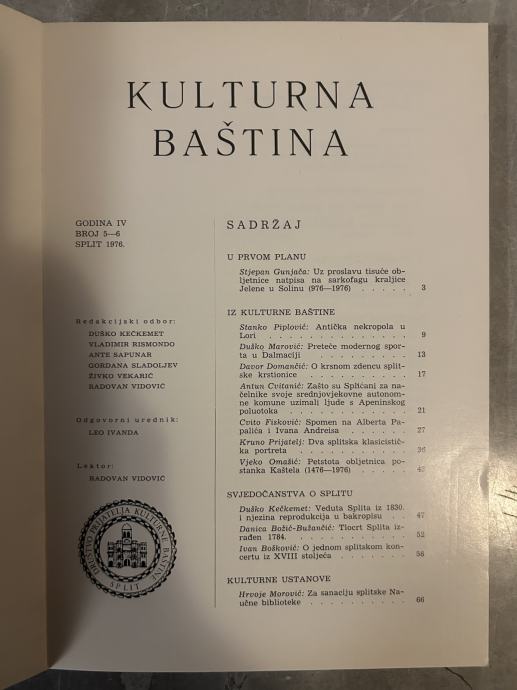 KULTURNA
BAŠTINA
GODINA IV
BROJ 5—6
SPLIT 1976.
Redakcijski odbor:
DUŠKO KEČKEMET
VLADIMIR RISMONDO
ANTE SAPUNAR
GORDANA SLADOLJEV
ŽIVKO VEKARIĆ
RADOVAN VIDOVIĆ
Odgovorni urednik:
LEO IVANDA
Lektor:
RADOVAN VIDOVIĆ
DRUŠTVO PRIJATELJA KULTURNE BAŠTINE
SPLIT
SADRŽAJ
U PRVOM PLANU
Stjepan Gunjača: Uz proslavu tisuće ob-
ljetnice natpisa na sarkofagu kraljice
Jelene u Solinu (976—1976) . . . . . 3
IZ KULTURNE BAŠTINE
Stanko Piplović: Antička nekropola u
Lori . . . . . . . . . . . . . 9
Duško Marović: Preteče modernog spor-
ta u Dalmaciji . . . . . . . . . 13
Davor Domančić: O krsnom zdencu split-
ske krstionice . . . . . . . . . 17
Antun Cvitanić: Zašto su Splićani za na-
čelnike svoje srednjovjekovne autonom-
ne komune uzimali ljude s Apeninskog
poluotoka . . . . . . . . . . . 21
Cvito Fisković: Spomen na Alberta Pa-
palića i Ivana Andreisa . . . . . . 27
Kruno Prijatelj: Dva splitska klasicistič-
ka portreta . . . . . . . . . . 36
Vjeko Omašić: Petstota obljetnica po-
stanka Kaštela (1476—1976) . . . . .
SVJEDOČANSTVA O SPLITU
Duško Kečkemet: Veduta Splita iz 1830.
i njezina reprodukcija u bakropisu . . 47
Danica Božić-Bužančić: Tlocrt Splita iz-
rađen 1784. . . . . . . . . . . 52
Ivan Bošković: O jednom splitskom kon-
certu iz XVIII stoljeća . . . . . . 58
KULTURNE USTANOVE
Hrvoje Morović: Za sanaciju splitske Na-
učne biblioteke . . . . . . . . . 66